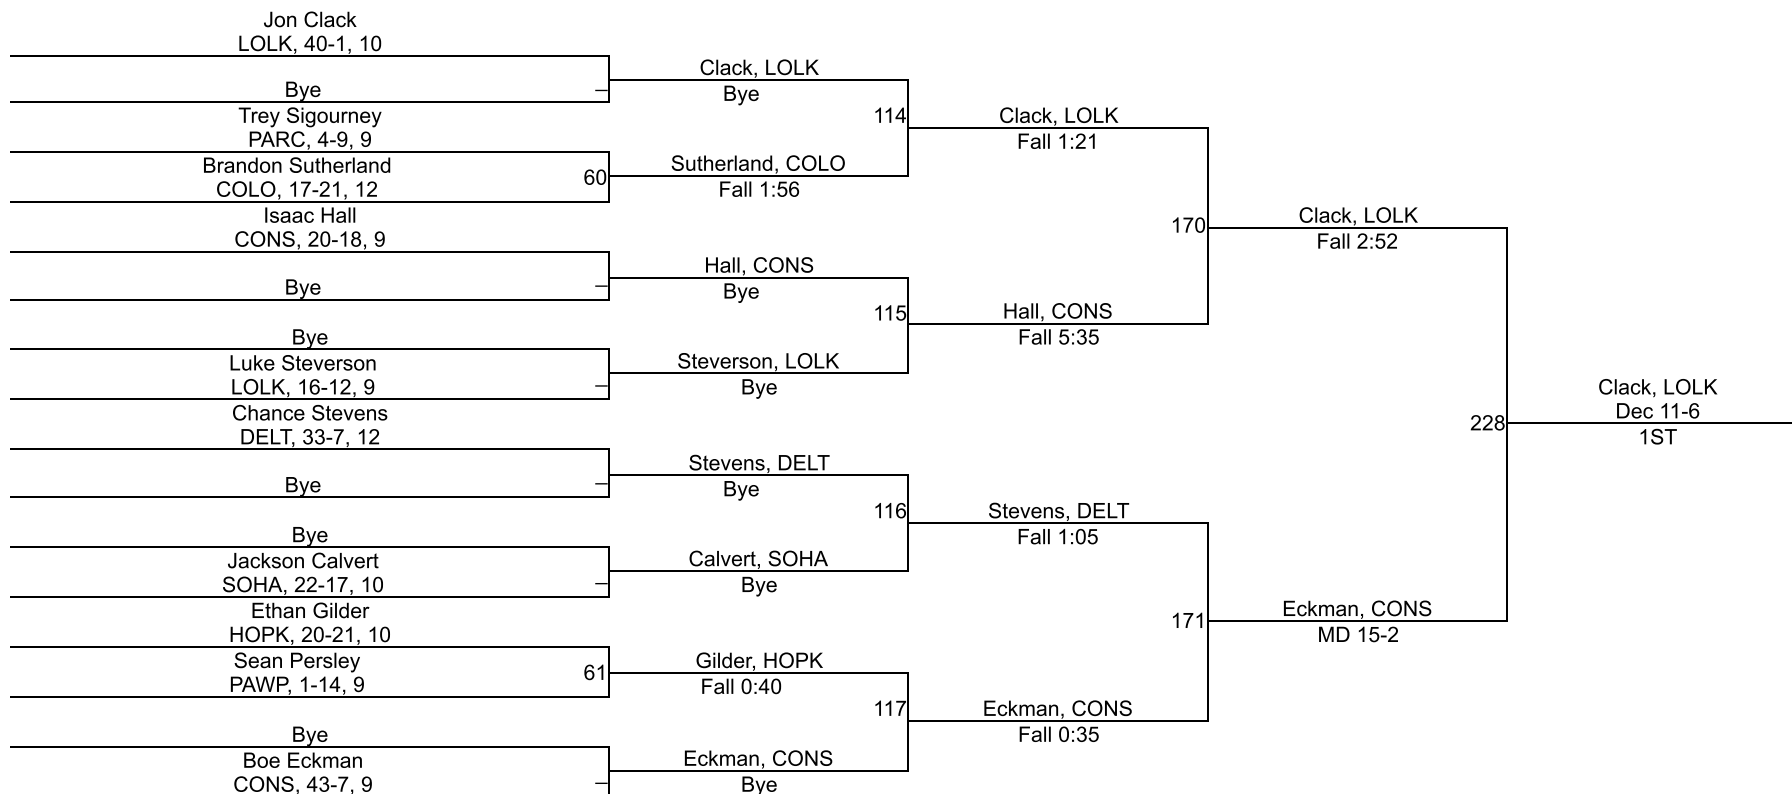 Jon Clack
LOLK, 40-1, 10
Bye
–
Trey Sigourney
PARC, 4-9, 9
Brandon Sutherland
COLO, 17-21, 12
60
Isaac Hall
CONS, 20-18, 9
Bye
–
Bye
Luke Steverson
LOLK, 16-12, 9
–
Chance Stevens
DELT, 33-7, 12
Bye
–
Bye
Jackson Calvert
SOHA, 22-17, 10
–
Ethan Gilder
HOPK, 20-21, 10
Sean Persley
PAWP, 1-14, 9
61
Bye
Boe Eckman
CONS, 43-7, 9
–
Clack, LOLK
Bye
114
Sutherland, COLO
Fall 1:56
Hall, CONS
Bye
115
Steverson, LOLK
Bye
Stevens, DELT
Bye
116
Calvert, SOHA
Bye
Gilder, HOPK
Fall 0:40
117
Eckman, CONS
Bye
Clack, LOLK
Fall 1:21
170
Hall, CONS
Fall 5:35
Stevens, DELT
Fall 1:05
171
Eckman, CONS
Fall 0:35
Clack, LOLK
Fall 2:52
228
Eckman, CONS
MD 15-2
Clack, LOLK
Dec 11-6
1ST